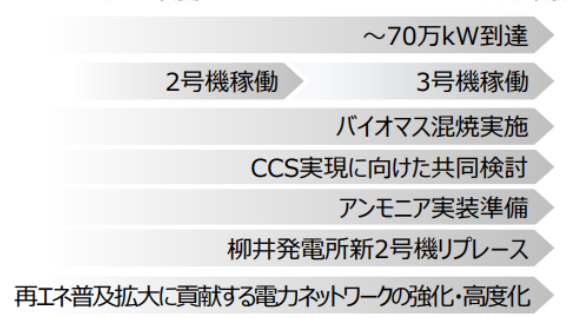 ～70万kW到達
2号機稼働 3号機稼働
バイオマス混焼実施
CCS実現に向けた共同検討
アンモニア実装準備
柳井発電所新2号機リプレース
再エネ普及拡大に貢献する電力ネットワークの強化・高度化